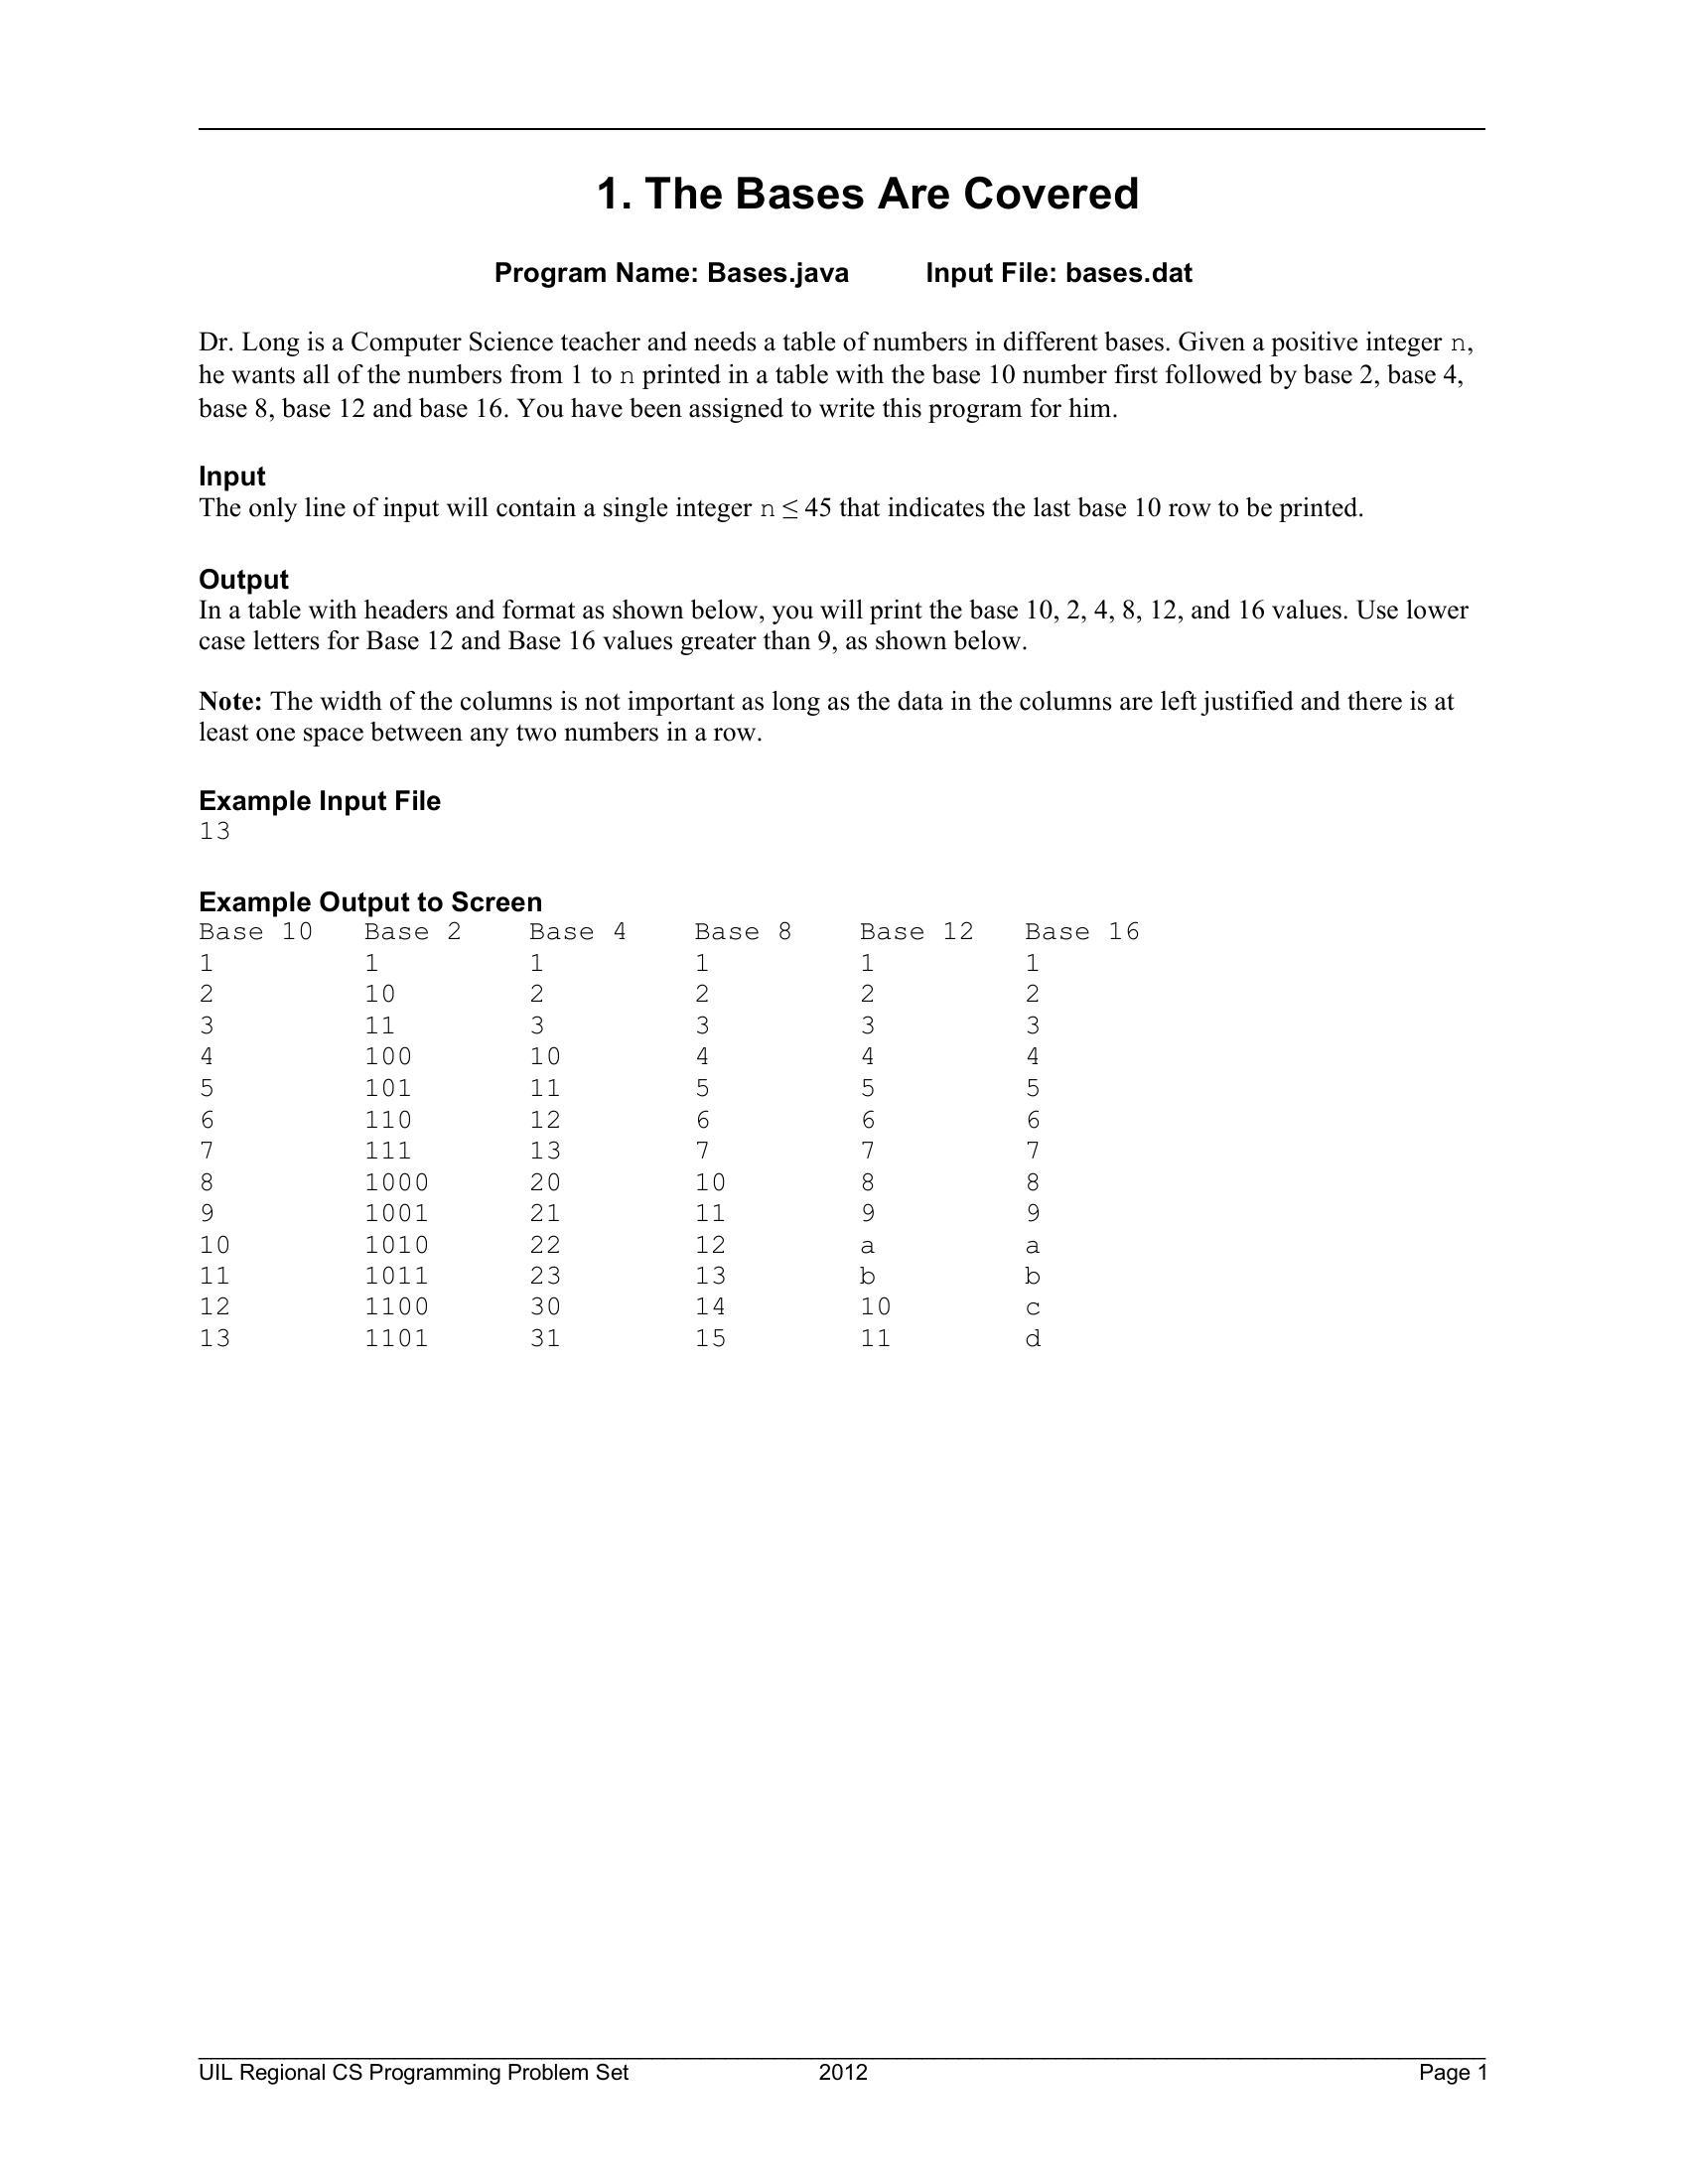 1. The Bases Are Covered
Program Name: Bases.java Input File: bases.dat
Dr. Long is a Computer Science teacher and needs a table of numbers in different bases. Given a positive integer n,
he wants all of the numbers from 1 to n printed in a table with the base 10 number first followed by base 2, base 4,
base 8, base 12 and base 16. You have been assigned to write this program for him.
Input
The only line of input will contain a single integer n ≤ 45 that indicates the last base 10 row to be printed.
Output
In a table with headers and format as shown below, you will print the base 10, 2, 4, 8, 12, and 16 values. Use lower
case letters for Base 12 and Base 16 values greater than 9, as shown below.
Note: The width of the columns is not important as long as the data in the columns are left justified and there is at
least one space between any two numbers in a row.
Example Input File
13
Example Output to Screen
Base 10 Base 2 Base 4 Base 8 Base 12 Base 16
1 1 1 1 1 1
2 10 2 2 2 2
3 11 3 3 3 3
4 100 10 4 4 4
5 101 11 5 5 5
6 110 12 6 6 6
7 111 13 7 7 7
8 1000 20 10 8 8
9 1001 21 11 9 9
10 1010 22 12 a a
11 1011 23 13 b b
12 1100 30 14 10 c
13 1101 31 15 11 d
UIL Regional CS Programming Problem Set 2012 Page 1